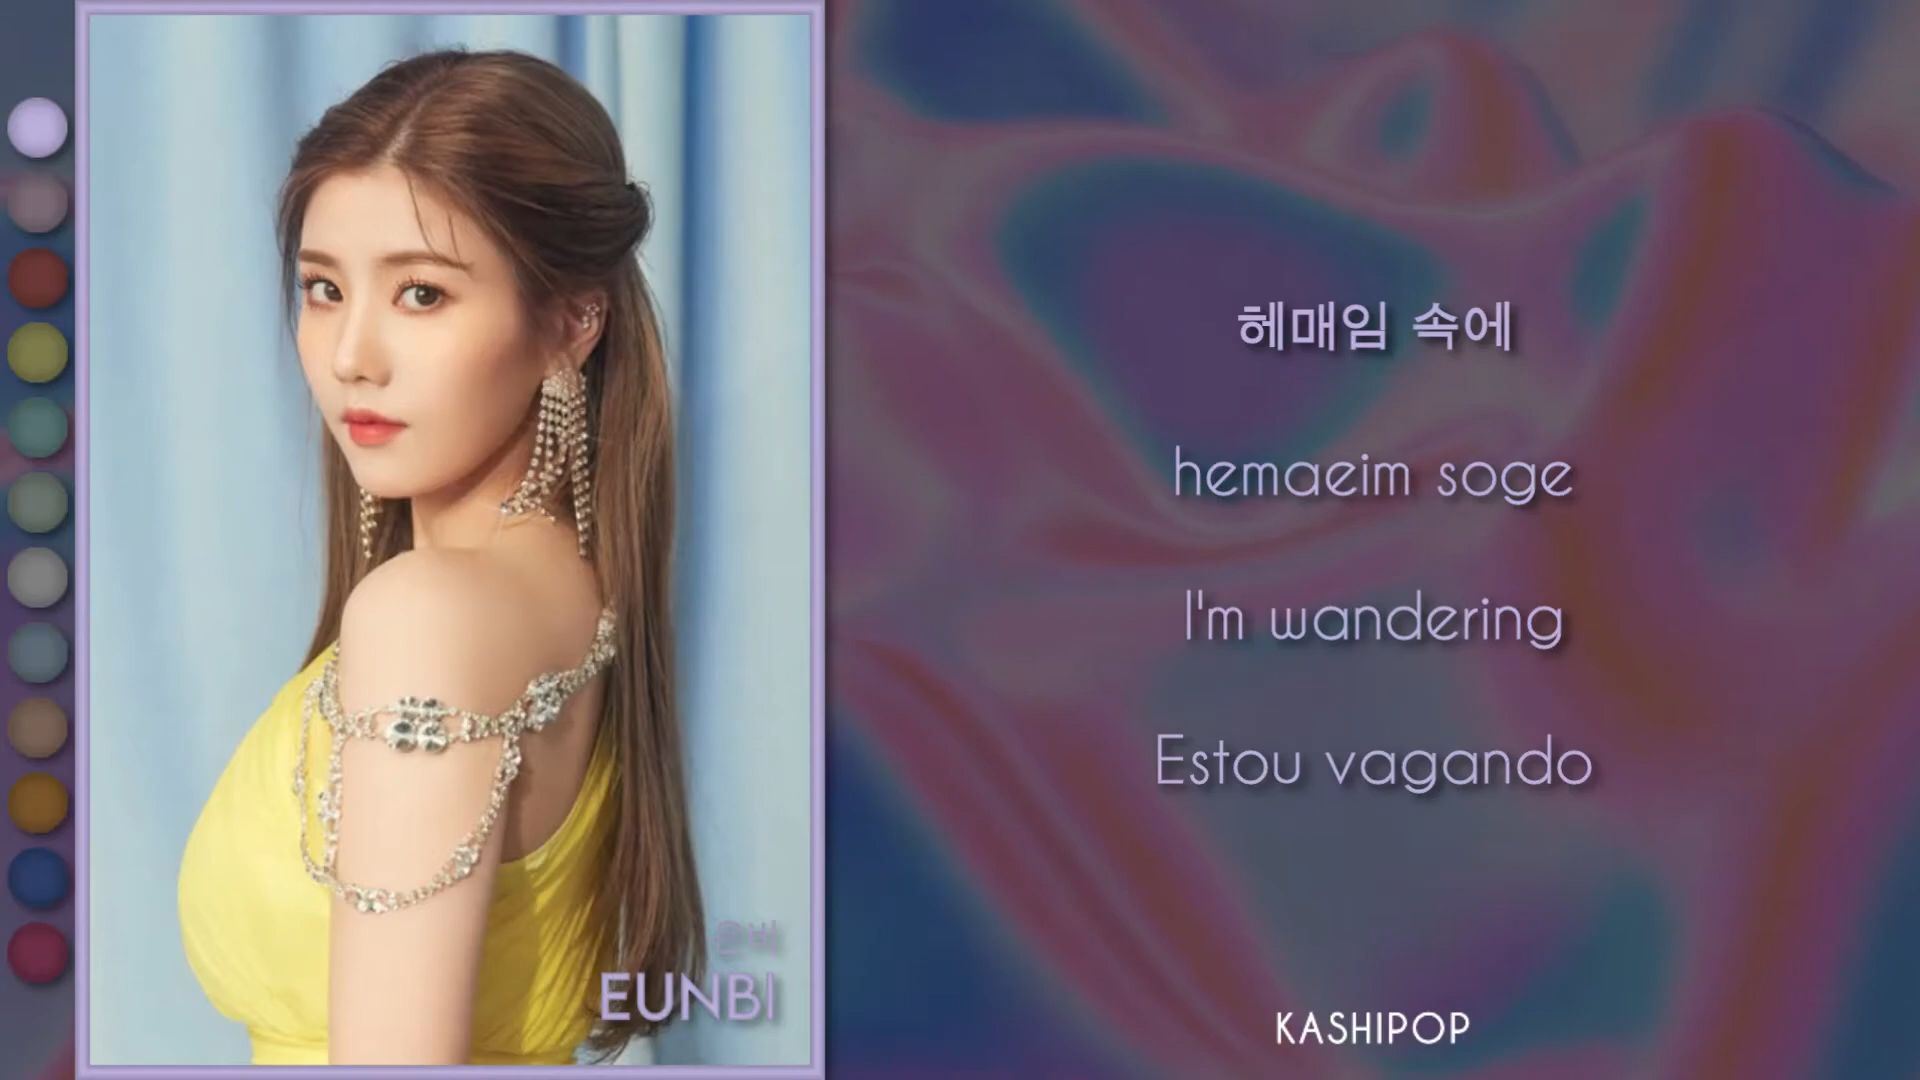 은비
EUNBI
헤매임 속에
hemaeim soge
I'm wandering
Estou vagando
KASHIPOP